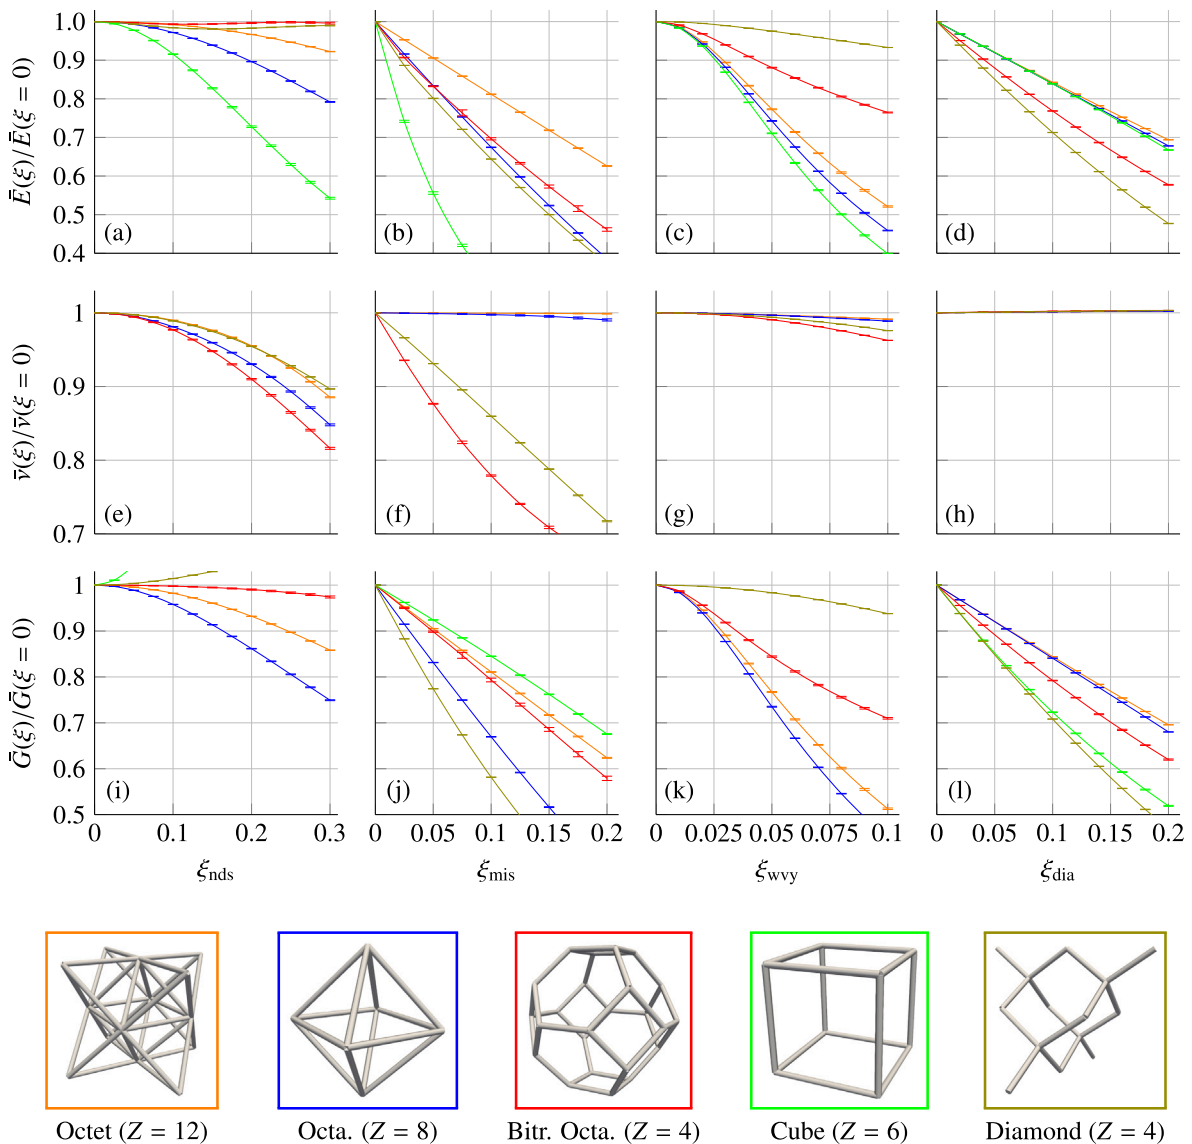 Ē(ξ)/Ē(ξ = 0)
1.0
0.9
0.8
0.7
0.6
0.5
0.4
(a)
(b)
(c)
(d)
ν̄(ξ)/ν̄(ξ = 0)
1
0.9
0.8
0.7
(e)
(f)
(g)
(h)
Ḡ(ξ)/Ḡ(ξ = 0)
1
0.9
0.8
0.7
0.6
0.5
(i)
(j)
(k)
(l)
0 0.1 0.2 0.3
0 0.05 0.1 0.15 0.2
0 0.025 0.05 0.075 0.1
0 0.05 0.1 0.15 0.2
ξnds
ξmis
ξwvy
ξdia
Octet (Z = 12)
Octa. (Z = 8)
Bitr. Octa. (Z = 4)
Cube (Z = 6)
Diamond (Z = 4)